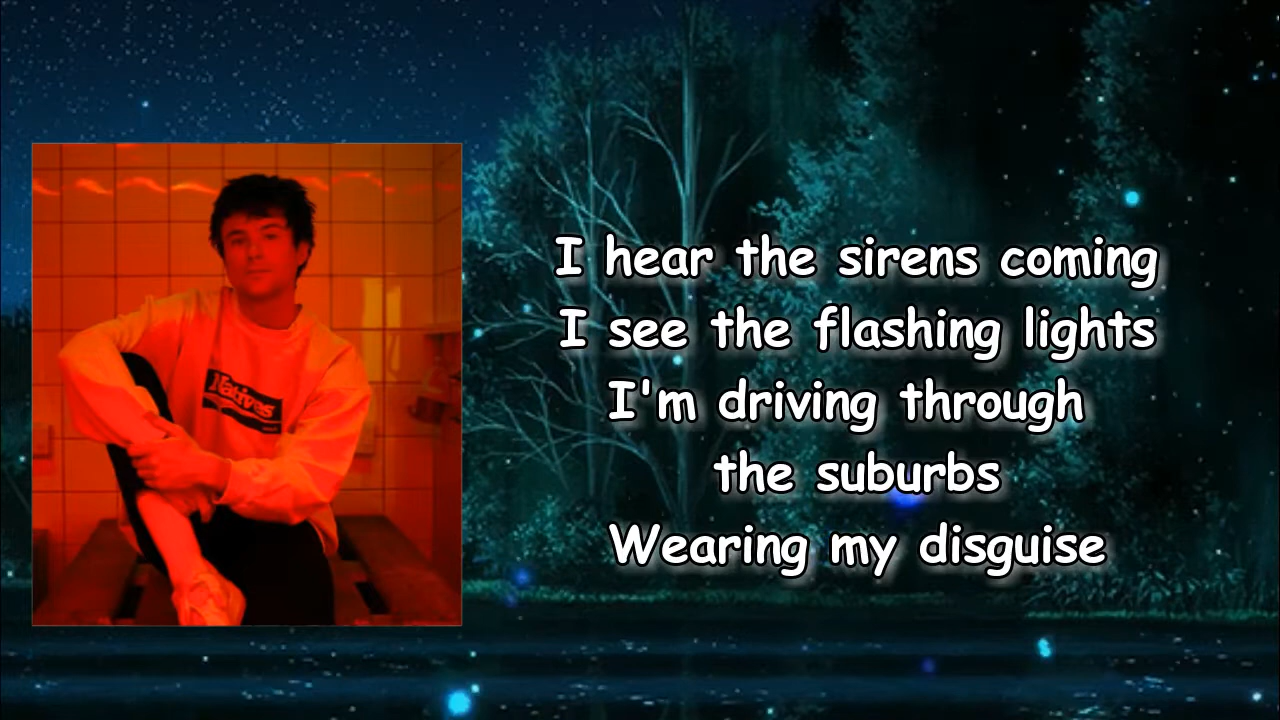 Natives
I hear the sirens coming
I see the flashing lights
I'm driving through
the suburbs
Wearing my disguise